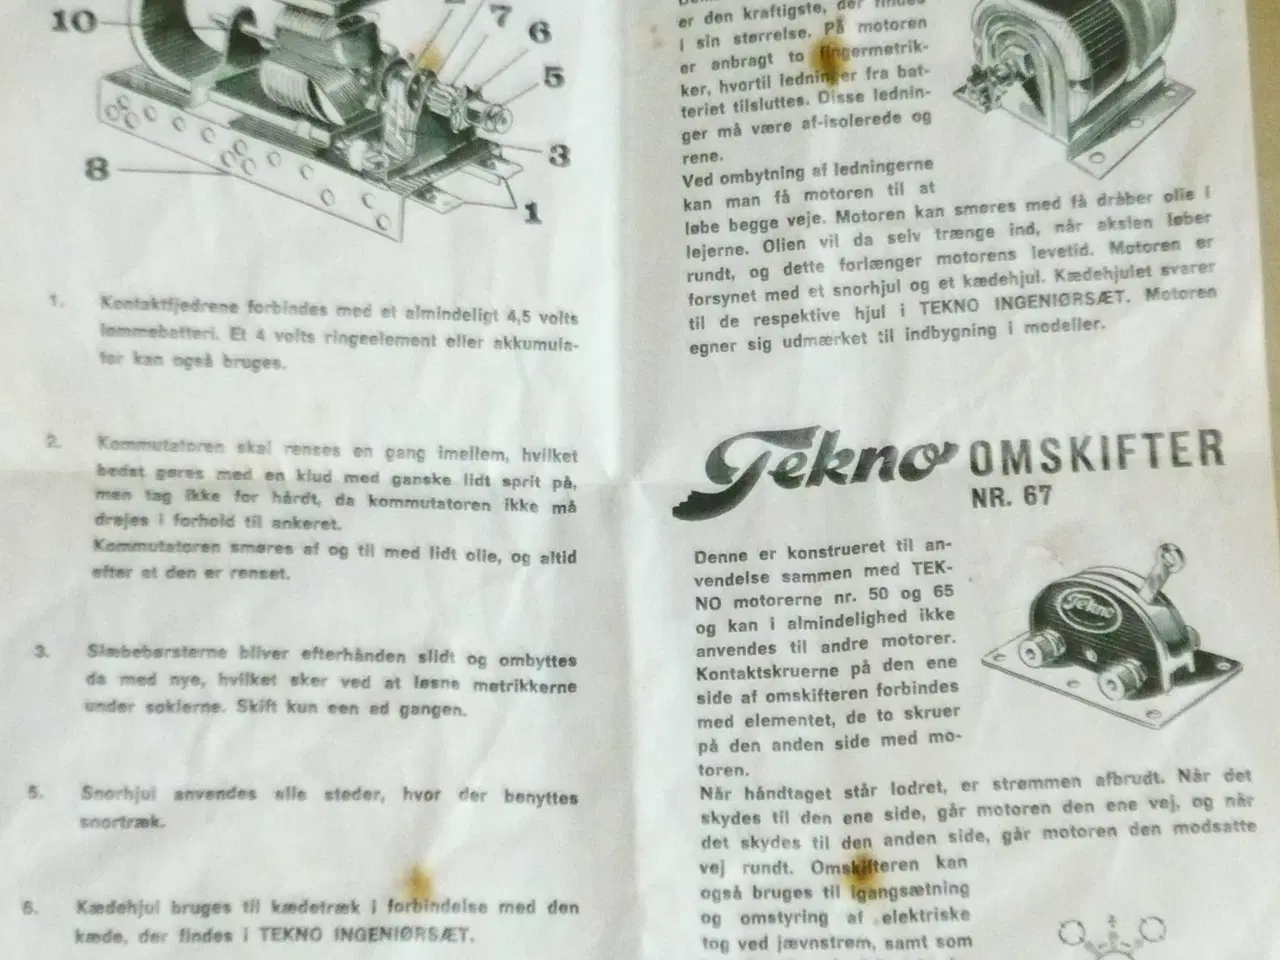 10
7
6
5
3
8
1
1. Kontaktfjedrene forbindes med et almindeligt 4,5 volts
lommebatteri. Et 4 volts ringeelement eller akkumula-
tor kan også bruges.
2. Kommutatoren skal renses en gang imellem, hvilket
bedst gøres med en klud med ganske lidt sprit på,
men tag ikke for hårdt, da kommutatoren ikke må
drejes i forhold til ankeret.
Kommutatoren smøres af og til med lidt olie, og altid
efter at den er renset.
3. Slæbebørsterne bliver efterhånden slidt og ombyttes
da med nye, hvilket sker ved at løsne møtrikkerne
under soklerne. Skift kun een ad gangen.
5. Snorhjul anvendes alle steder, hvor der benyttes
snortræk.
6. Kædehjul bruges til kædetræk i forbindelse med den
kæde, der findes i TEKNO INGENIØRSÆT.
er den kraftigste, der findes
i sin størrelse. På motoren
er anbragt to fingermøtrik-
ker, hvortil ledninger fra bat-
teriet tilsluttes. Disse lednin-
ger må være af-isolerede og
rene.
Ved ombytning af ledningerne
kan man få motoren til at
løbe begge veje. Motoren kan smøres med få dråber olie i
lejerne. Olien vil da selv trænge ind, når akslen løber
rundt, og dette forlænger motorens levetid. Motoren er
forsynet med et snorhjul og et kædehjul. Kædehjulet svarer
til de respektive hjul i TEKNO INGENIØRSÆT. Motoren
egner sig udmærket til indbygning i modeller.
Tekno OMSKIFTER
NR. 67
Denne er konstrueret til an-
vendelse sammen med TEK-
NO motorerne nr. 50 og 65
og kan i almindelighed ikke
anvendes til andre motorer.
Kontaktskruerne på den ene
side af omskifteren forbindes
med elementet, de to skruer
på den anden side med mo-
toren.
Tekno
Når håndtaget står lodret, er strømmen afbrudt. Når det
skydes til den ene side, går motoren den ene vej, og når
det skydes til den anden side, går motoren den modsatte
vej rundt. Omskifteren kan
også bruges til igangsætning
og omstyring af elektriske
tog ved jævnstrøm, samt som